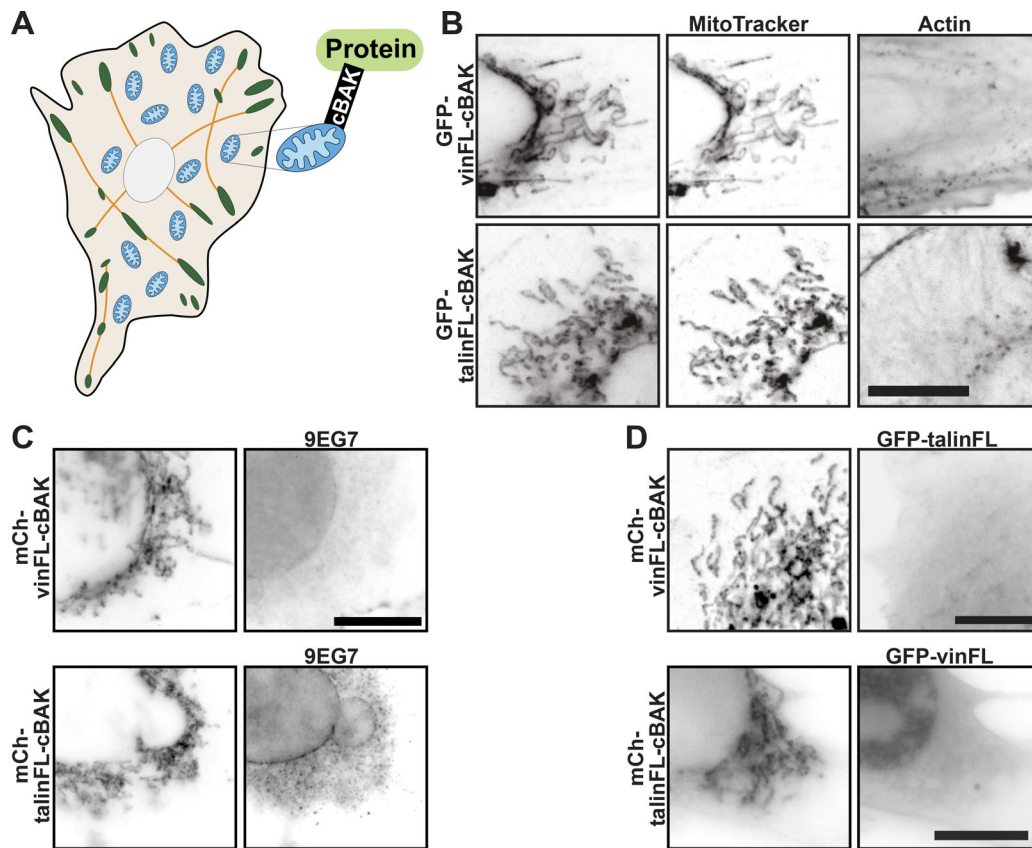 A
Protein
cBAK
B
MitoTracker
Actin
GFP-
vinFL-cBAK
GFP-
talinFL-cBAK
C
9EG7
mCh-
vinFL-cBAK
9EG7
mCh-
talinFL-cBAK
D
GFP-talinFL
mCh-
vinFL-cBAK
GFP-vinFL
mCh-
talinFL-cBAK